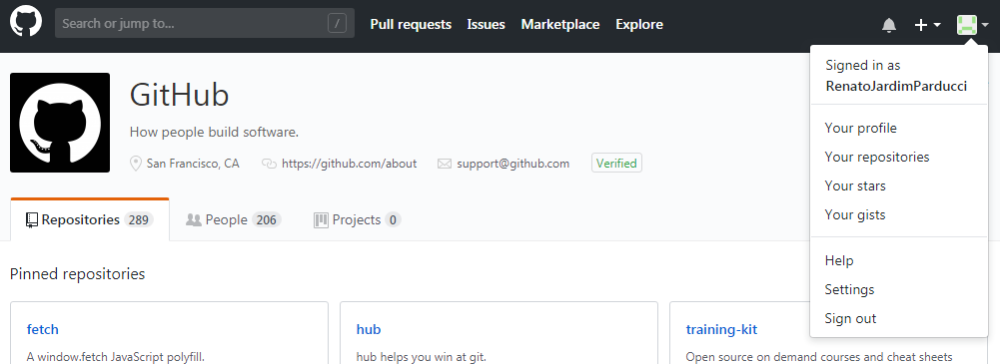 Search or jump to... /
Pull requests Issues Marketplace Explore
Signed in as
RenatoJardimParducci
Your profile
Your repositories
Your stars
Your gists
Help
Settings
Sign out
GitHub
How people build software.
San Francisco, CA https://github.com/about support@github.com Verified
Repositories 289 People 206 Projects 0
Pinned repositories
fetch
A window.fetch JavaScript polyfill.
hub
hub helps you win at git.
training-kit
Open source on demand courses and cheat sheets